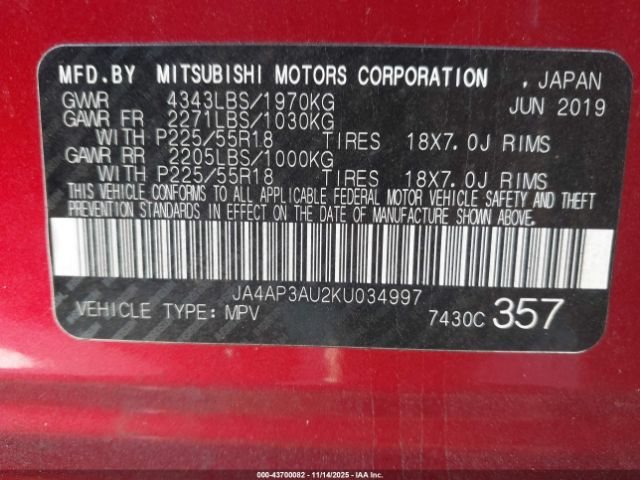 MFD.BY MITSUBISHI MOTORS CORPORATION , JAPAN
GVWR 4343LBS/1970KG JUN 2019
GAWR FR 2271LBS/1030KG
WITH P225/55R18 TIRES 18X7.0J RIMS
GAWR RR 2205LBS/1000KG
WITH P225/55R18 TIRES 18X7.0J RIMS
THIS VEHICLE CONFORMS TO ALL APPLICABLE FEDERAL MOTOR VEHICLE SAFETY AND THEFT
PREVENTION STANDARDS IN EFFECT ON THE DATE OF MANUFACTURE SHOWN ABOVE.
JA4AP3AU2KU034997
VEHICLE TYPE: MPV 7430C 357
000-43700082 - 11/14/2025 - IAA, Inc.